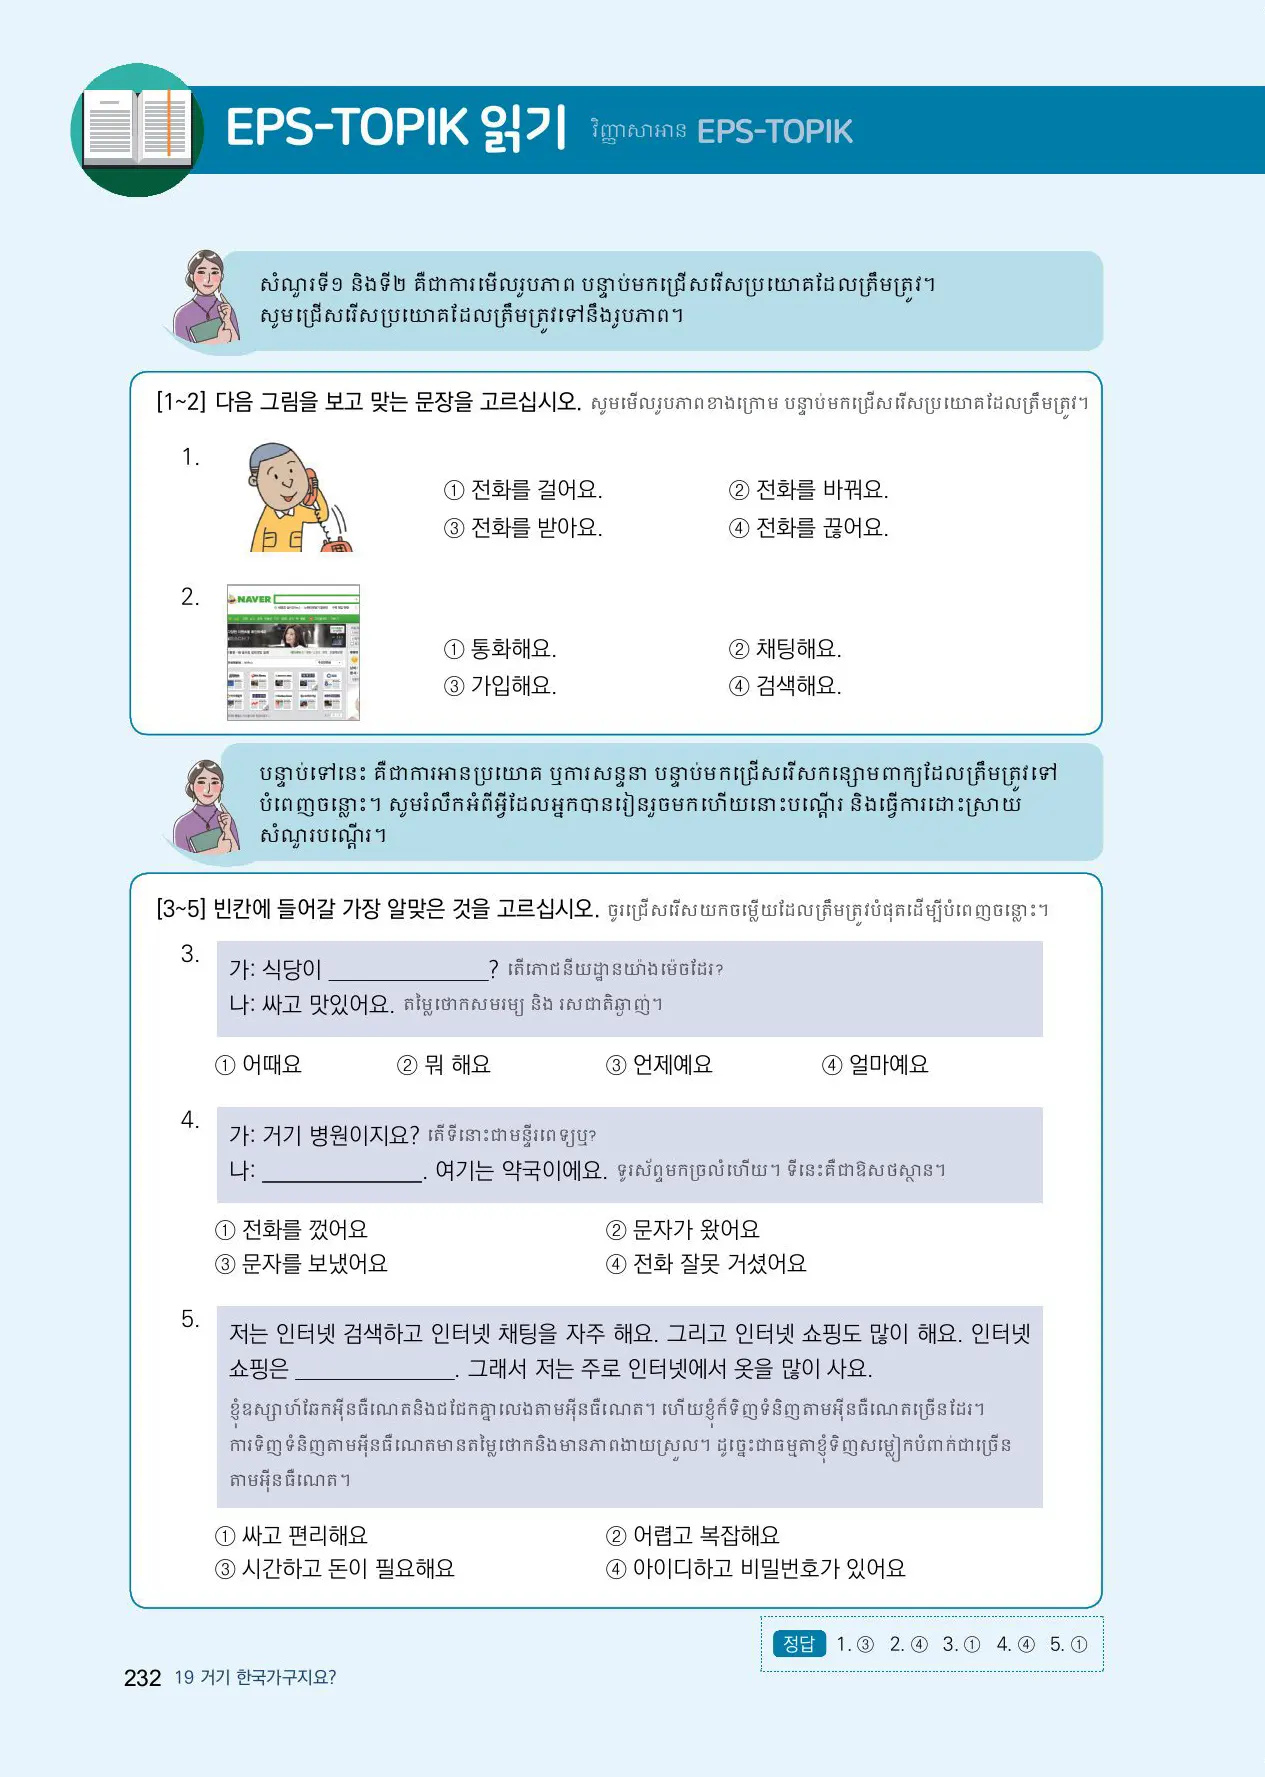 EPS-TOPIK 읽기 វិញ្ញាសាអាន EPS-TOPIK
សំណួរទី១ និងទី២ គឺជាការមើលរូបភាព បន្ទាប់មកជ្រើសរើសប្រយោគដែលត្រឹមត្រូវ។
សូមជ្រើសរើសប្រយោគដែលត្រឹមត្រូវទៅនឹងរូបភាព។
[1~2] 다음 그림을 보고 맞는 문장을 고르십시오. សូមមើលរូបភាពខាងក្រោម បន្ទាប់មកជ្រើសរើសប្រយោគដែលត្រឹមត្រូវ។
1.
① 전화를 걸어요. ② 전화를 바꿔요.
③ 전화를 받아요. ④ 전화를 끊어요.
2.
NAVER
① 통화해요. ② 채팅해요.
③ 가입해요. ④ 검색해요.
បន្ទាប់ទៅនេះ គឺជាការអានប្រយោគ ឬការសន្ទនា បន្ទាប់មកជ្រើសរើសកន្សោមពាក្យដែលត្រឹមត្រូវទៅ
បំពេញចន្លោះ។ សូមរំលឹកអំពីអ្វីដែលអ្នកបានរៀនរួចមកហើយនោះបណ្តើរ និងធ្វើការដោះស្រាយ
សំណួរបណ្តើរ។
[3~5] 빈칸에 들어갈 가장 알맞은 것을 고르십시오. ចូរជ្រើសរើសយកចម្លើយដែលត្រឹមត្រូវបំផុតដើម្បីបំពេញចន្លោះ។
3.
가: 식당이 ______________? តើភោជនីយដ្ឋានយ៉ាងម៉េចដែរ?
나: 싸고 맛있어요. តម្លៃថោកសមរម្យ និង រសជាតិឆ្ងាញ់។
① 어때요 ② 뭐 해요 ③ 언제예요 ④ 얼마예요
4.
가: 거기 병원이지요? តើទីនោះជាមន្ទីរពេទ្យឬ?
나: ______________. 여기는 약국이에요. ទូរស័ព្ទមកច្រលំហើយ។ ទីនេះគឺជាឱសថស្ថាន។
① 전화를 껐어요 ② 문자가 왔어요
③ 문자를 보냈어요 ④ 전화 잘못 거셨어요
5.
저는 인터넷 검색하고 인터넷 채팅을 자주 해요. 그리고 인터넷 쇼핑도 많이 해요. 인터넷
쇼핑은 ______________. 그래서 저는 주로 인터넷에서 옷을 많이 사요.
ខ្ញុំឧស្សាហ៍ឆែកអ៊ីនធឺណេតនិងជជែកគ្នាលេងតាមអ៊ីនធឺណេត។ ហើយខ្ញុំក៏ទិញទំនិញតាមអ៊ីនធឺណេតច្រើនដែរ។
ការទិញទំនិញតាមអ៊ីនធឺណេតមានតម្លៃថោកនិងមានភាពងាយស្រួល។ ដូច្នេះជាធម្មតាខ្ញុំទិញសម្លៀកបំពាក់ជាច្រើន
តាមអ៊ីនធឺណេត។
① 싸고 편리해요 ② 어렵고 복잡해요
③ 시간하고 돈이 필요해요 ④ 아이디하고 비밀번호가 있어요
정답 1. ③ 2. ④ 3. ① 4. ④ 5. ①
232 19 거기 한국가구지요?